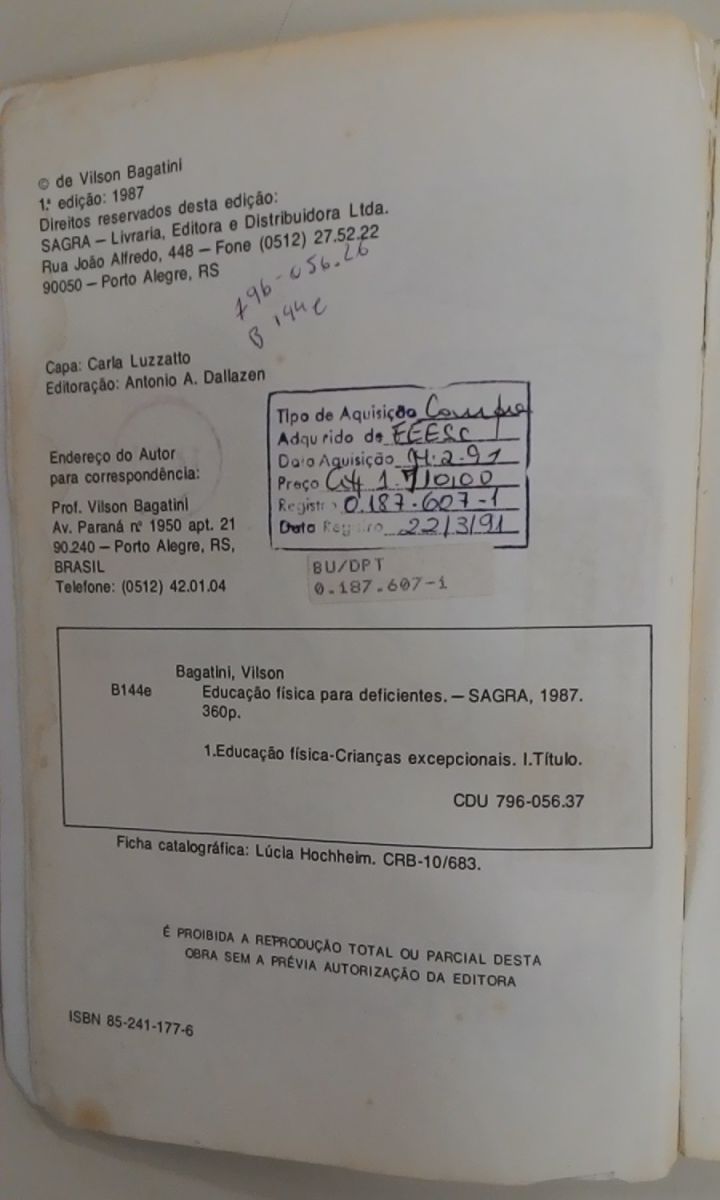 © de Vilson Bagatini
1.ª edição: 1987
Direitos reservados desta edição:
SAGRA – Livraria, Editora e Distribuidora Ltda.
Rua João Alfredo, 448 – Fone (0512) 27.52.22
90050 – Porto Alegre, RS
796-056.26
B 144e
Capa: Carla Luzzatto
Editoração: Antonio A. Dallazen
Tipo de Aquisição Compra
Adquirido de EEESC
Data Aquisição 14.2.91
Preço
Registro 0.187.607-1
Data Registro 22/3/91
BU/DPT
0.187.607-1
Endereço do Autor
para correspondência:
Prof. Vilson Bagatini
Av. Paraná nº 1950 apt. 21
90.240 – Porto Alegre, RS,
BRASIL
Telefone: (0512) 42.01.04
Bagatini, Vilson
B144e Educação física para deficientes. – SAGRA, 1987.
360p.
1.Educação física-Crianças excepcionais. I.Título.
CDU 796-056.37
Ficha catalográfica: Lúcia Hochheim. CRB-10/683.
É PROIBIDA A REPRODUÇÃO TOTAL OU PARCIAL DESTA
OBRA SEM A PRÉVIA AUTORIZAÇÃO DA EDITORA
ISBN 85-241-177-6